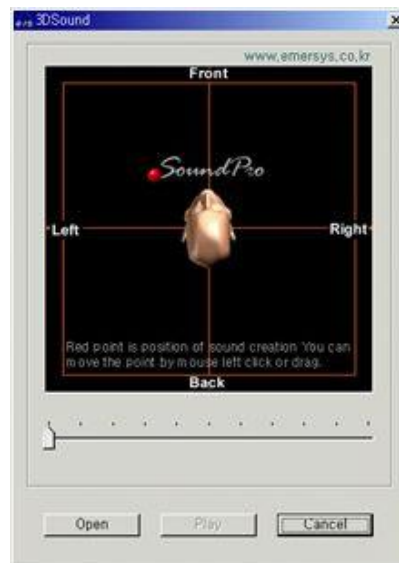 eys 3DSound
www,emersys,co,kr
Front
SoundPro
Left
Right
Red point is position of sound creation You can
move the point by mouse left click or drag.
Back
Open
Play
Cancel